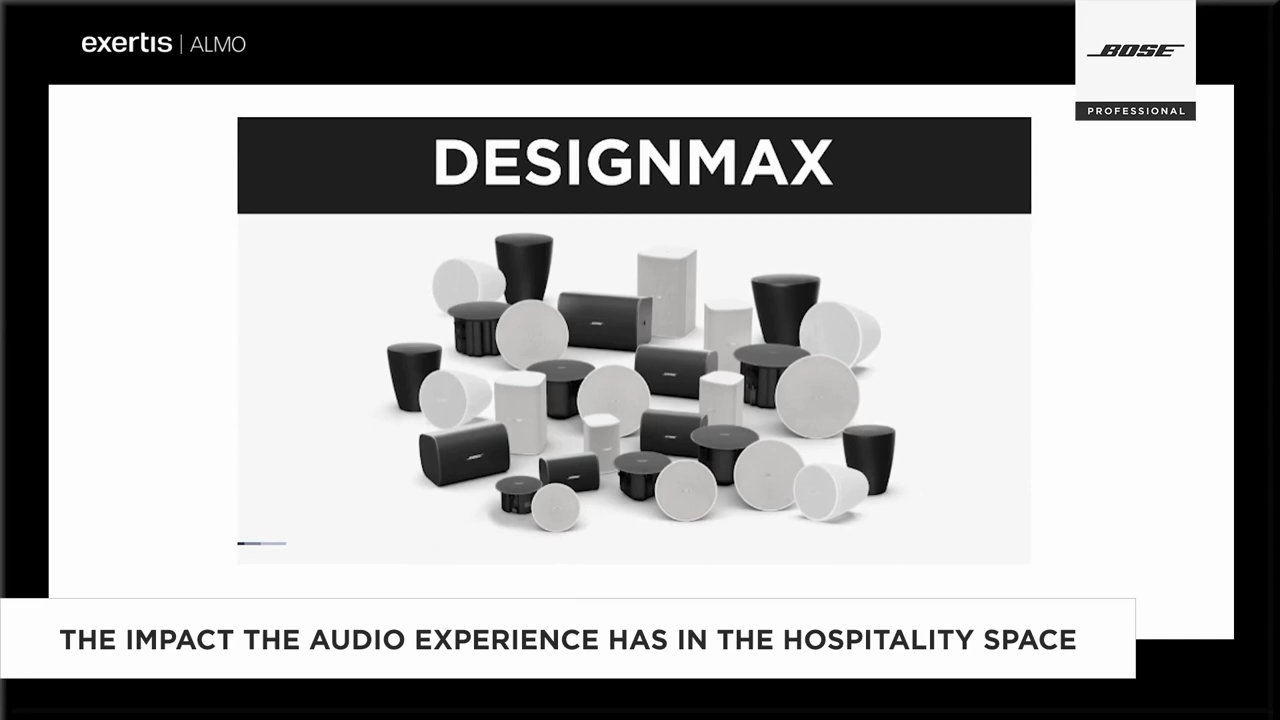 exertis | ALMO
BOSE
PROFESSIONAL
DESIGNMAX
THE IMPACT THE AUDIO EXPERIENCE HAS IN THE HOSPITALITY SPACE